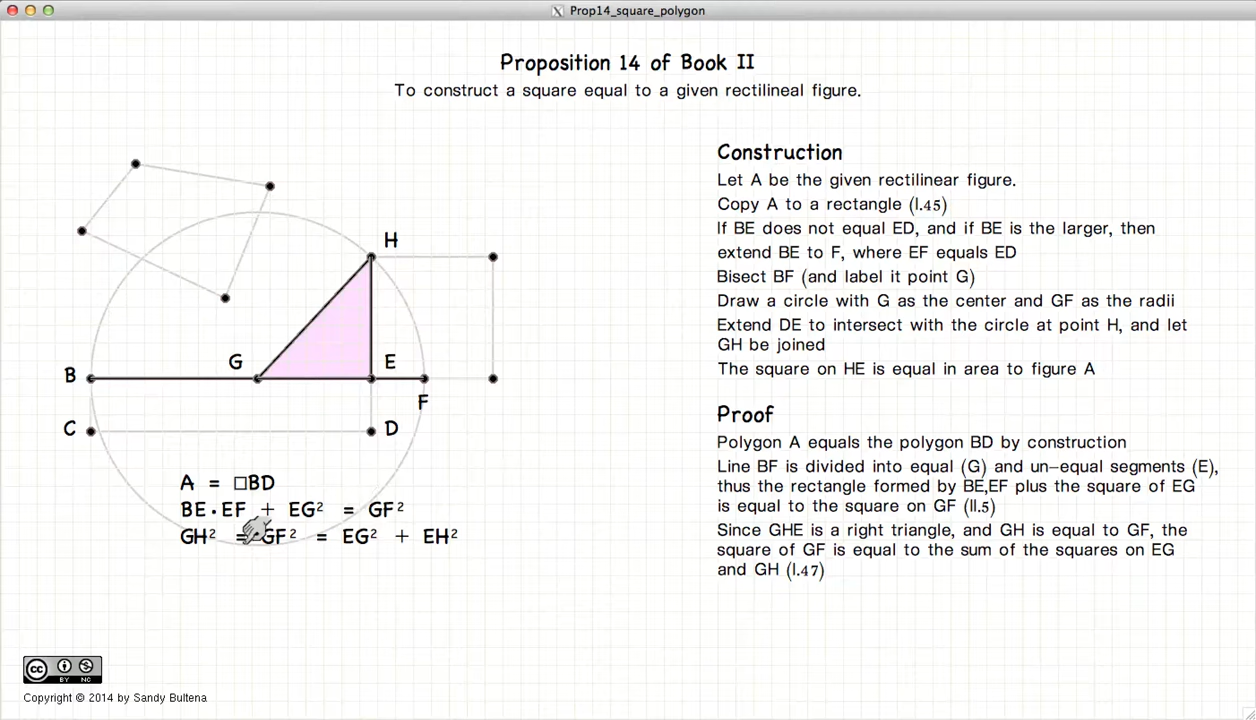 Prop14_square_polygon
Proposition 14 of Book II
To construct a square equal to a given rectilineal figure.
H
G
E
B
F
C
D
A = □BD
BE·EF + EG² = GF²
GH² = GF² = EG² + EH²
Construction
Let A be the given rectilinear figure.
Copy A to a rectangle (I.45)
If BE does not equal ED, and if BE is the larger, then
extend BE to F, where EF equals ED
Bisect BF (and label it point G)
Draw a circle with G as the center and GF as the radii
Extend DE to intersect with the circle at point H, and let
GH be joined
The square on HE is equal in area to figure A
Proof
Polygon A equals the polygon BD by construction
Line BF is divided into equal (G) and un-equal segments (E),
thus the rectangle formed by BE,EF plus the square of EG
is equal to the square on GF (II.5)
Since GHE is a right triangle, and GH is equal to GF, the
square of GF is equal to the sum of the squares on EG
and GH (I.47)
cc BY NC
Copyright © 2014 by Sandy Bultena